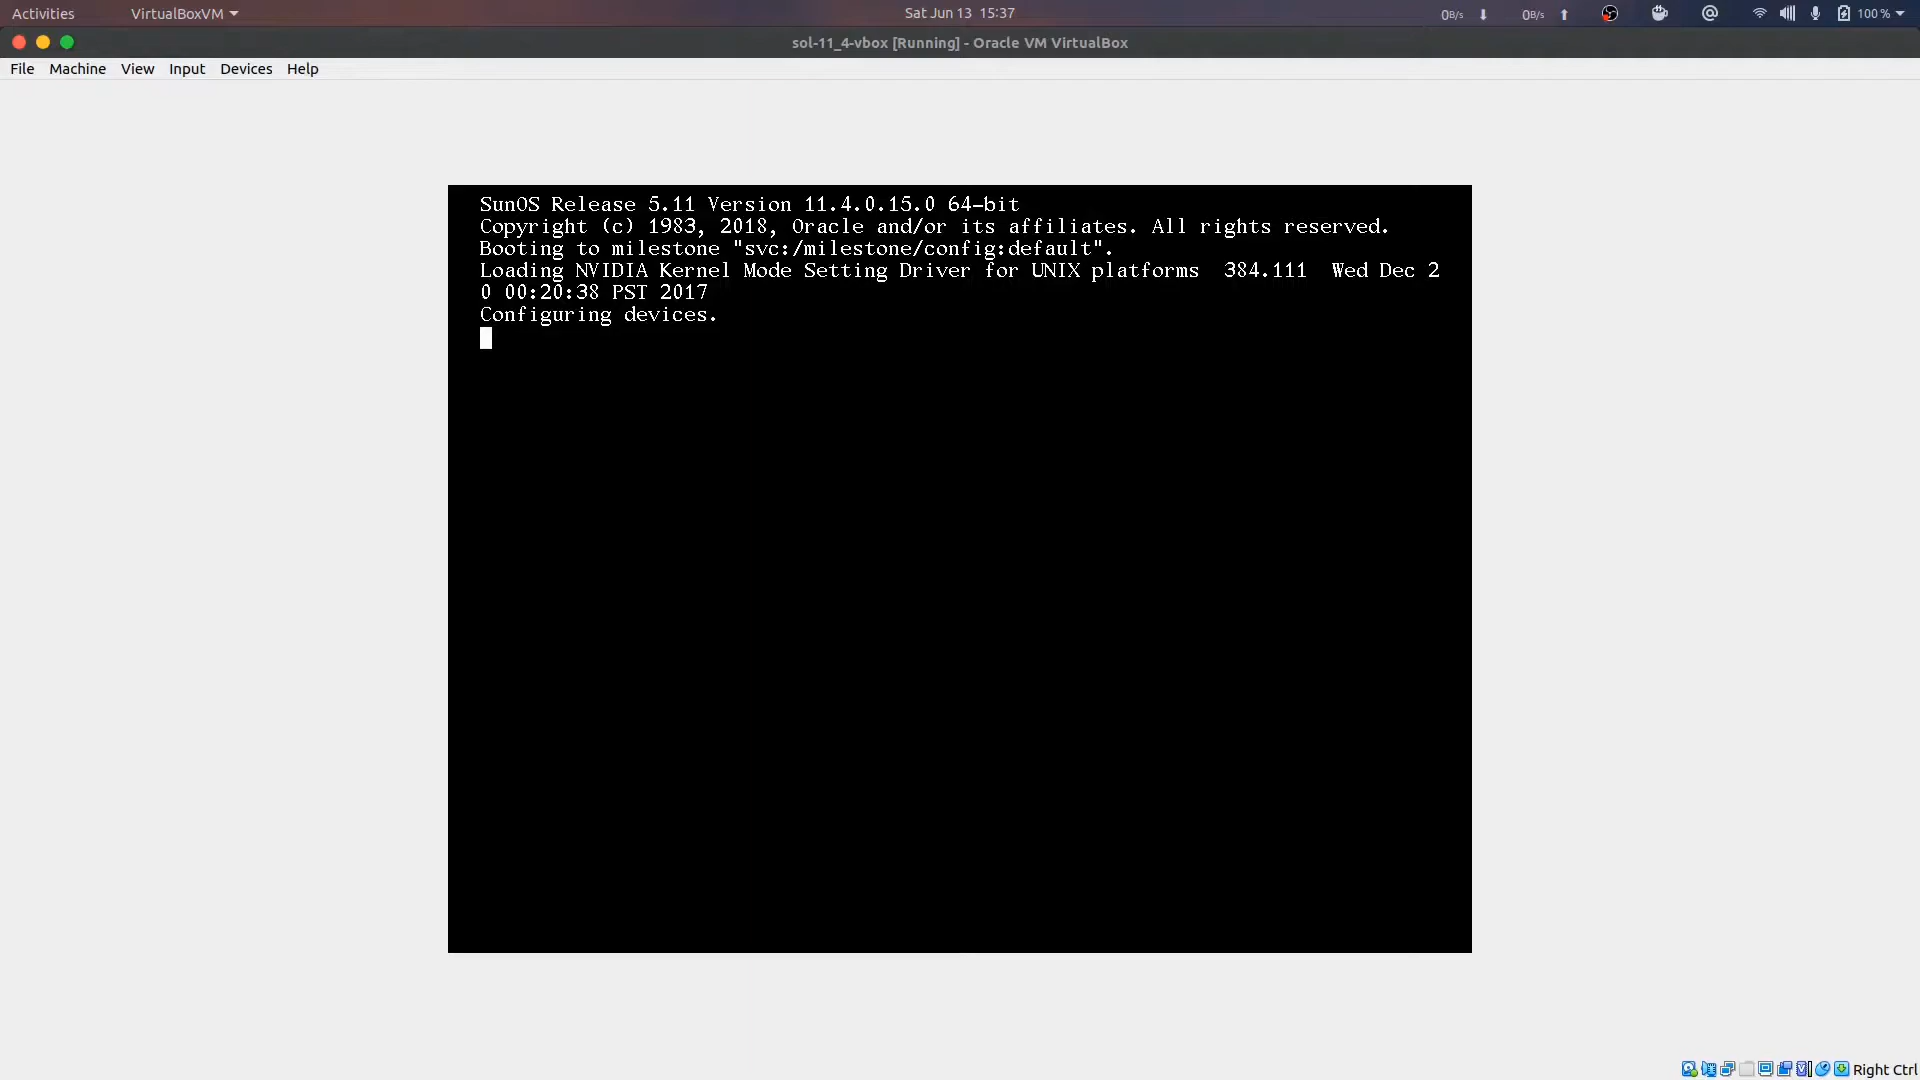 Activities VirtualBoxVM Sat Jun 13 15:37 0B/s 0B/s 100 %
sol-11_4-vbox [Running] - Oracle VM VirtualBox
File Machine View Input Devices Help
SunOS Release 5.11 Version 11.4.0.15.0 64-bit
Copyright (c) 1983, 2018, Oracle and/or its affiliates. All rights reserved.
Booting to milestone "svc:/milestone/config:default".
Loading NVIDIA Kernel Mode Setting Driver for UNIX platforms  384.111  Wed Dec 2
0 00:20:38 PST 2017
Configuring devices.
Right Ctrl